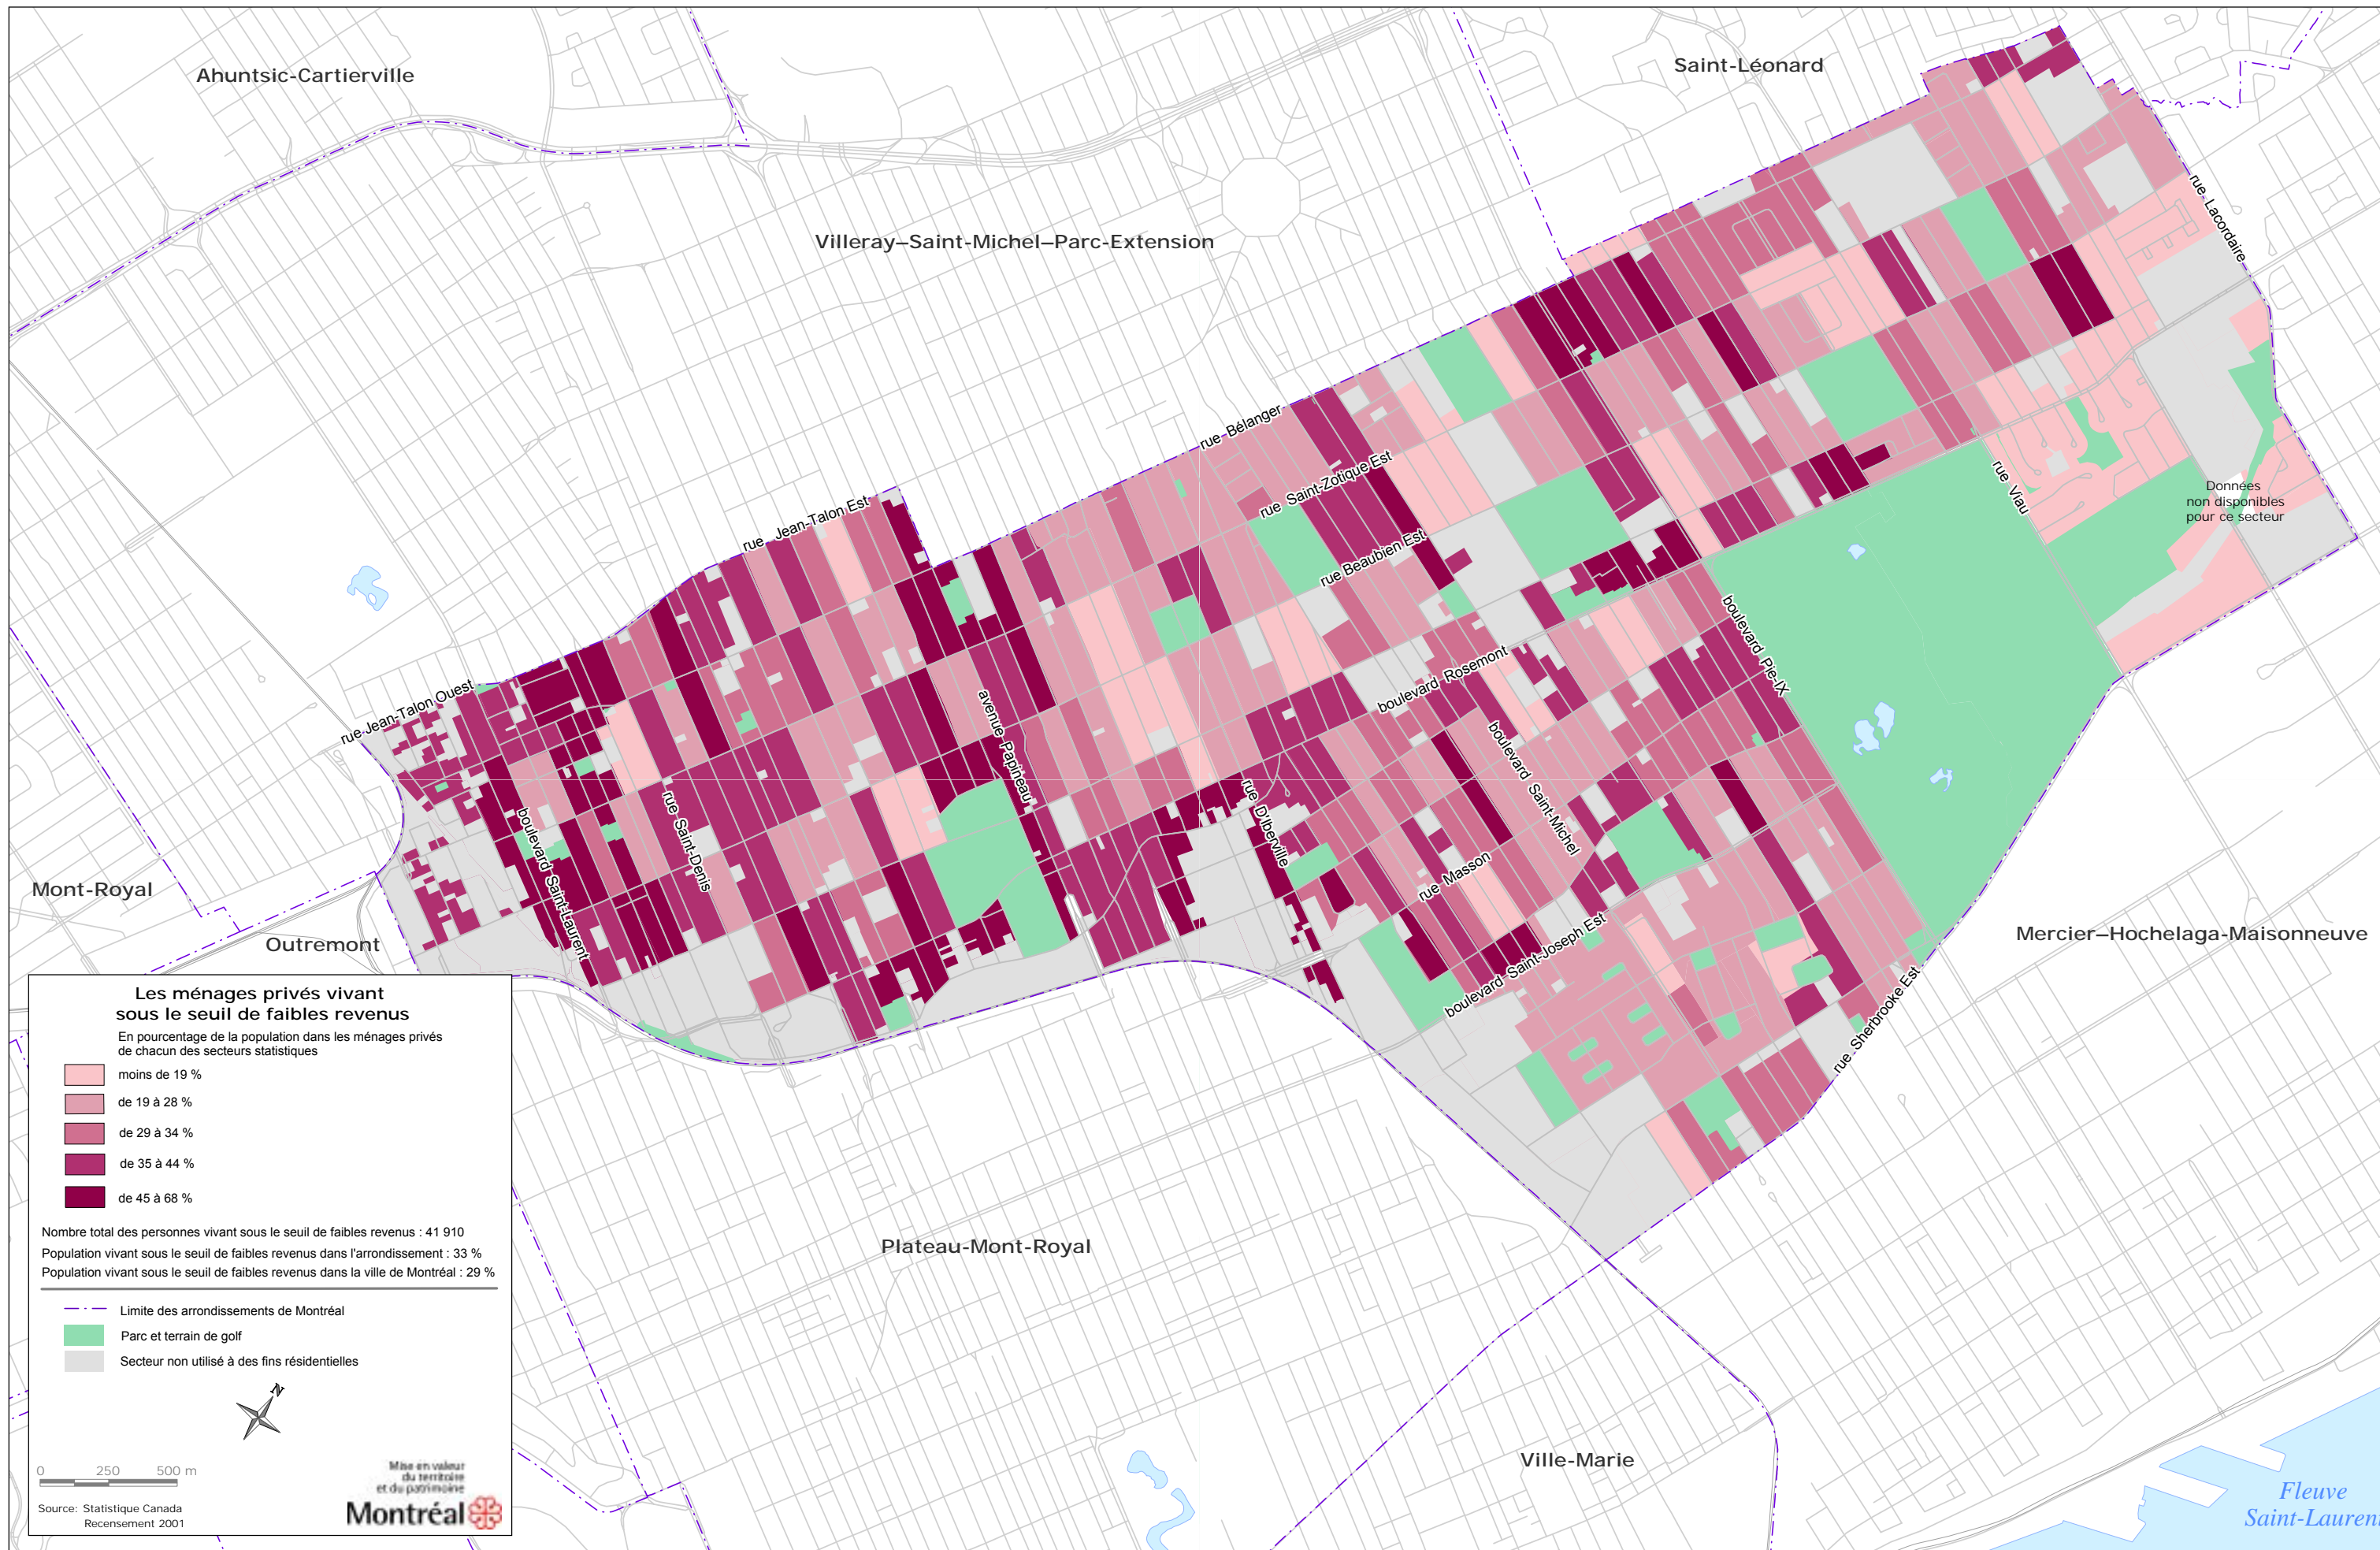 Ahuntsic-Cartierville
Saint-Léonard
Villeray–Saint-Michel–Parc-Extension
rue Lacordaire
rue Bélanger
rue Saint-Zotique Est
rue Jean-Talon Est
rue Beaubien Est
rue Viau
Données
non disponibles
pour ce secteur
boulevard Pie-IX
rue Jean-Talon Ouest
boulevard Rosemont
avenue Papineau
boulevard Saint-Michel
rue D'Iberville
rue Saint-Denis
boulevard Saint-Laurent
rue Masson
Mont-Royal
Outremont
boulevard Saint-Joseph Est
Mercier–Hochelaga-Maisonneuve
rue Sherbrooke Est
Plateau-Mont-Royal
Ville-Marie
Fleuve
Saint-Lauren
Les ménages privés vivant
sous le seuil de faibles revenus
En pourcentage de la population dans les ménages privés
de chacun des secteurs statistiques
moins de 19 %
de 19 à 28 %
de 29 à 34 %
de 35 à 44 %
de 45 à 68 %
Nombre total des personnes vivant sous le seuil de faibles revenus : 41 910
Population vivant sous le seuil de faibles revenus dans l'arrondissement : 33 %
Population vivant sous le seuil de faibles revenus dans la ville de Montréal : 29 %
Limite des arrondissements de Montréal
Parc et terrain de golf
Secteur non utilisé à des fins résidentielles
N
0 250 500 m
Source: Statistique Canada
Recensement 2001
Mise en valeur
du territoire
et du patrimoine
Montréal